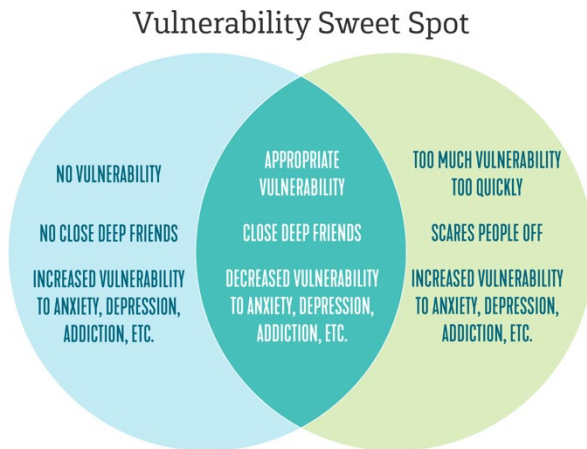 Vulnerability Sweet Spot
NO VULNERABILITY
NO CLOSE DEEP FRIENDS
INCREASED VULNERABILITY
TO ANXIETY, DEPRESSION,
ADDICTION, ETC.
APPROPRIATE
VULNERABILITY
CLOSE DEEP FRIENDS
DECREASED VULNERABILITY
TO ANXIETY, DEPRESSION,
ADDICTION, ETC.
TOO MUCH VULNERABILITY
TOO QUICKLY
SCARES PEOPLE OFF
INCREASED VULNERABILITY
TO ANXIETY, DEPRESSION,
ADDICTION, ETC.